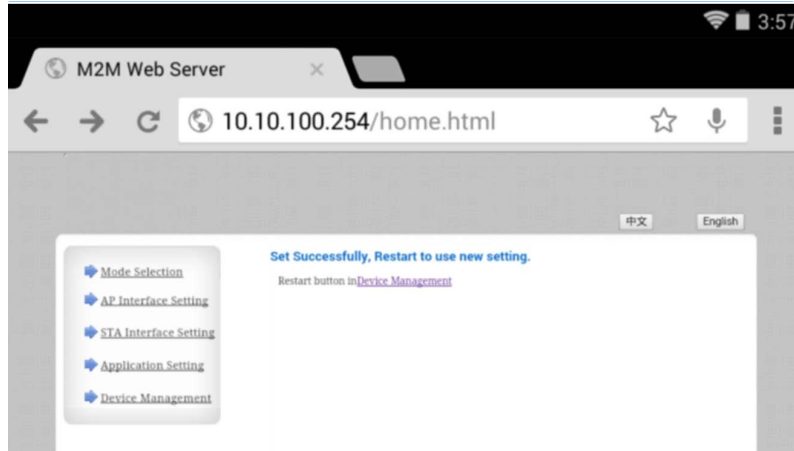 3:57
M2M Web Server
10.10.100.254/home.html
中文 English
Set Successfully, Restart to use new setting.
Restart button inDevice Management
Mode Selection
AP Interface Setting
STA Interface Setting
Application Setting
Device Management